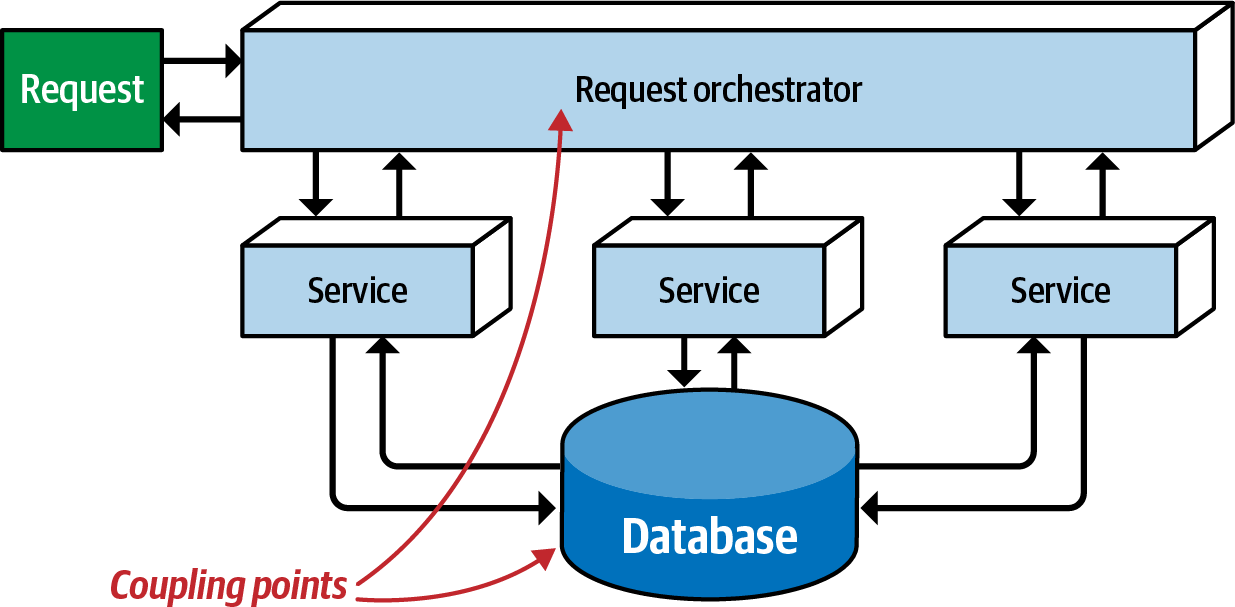 Request
Request orchestrator
Service
Service
Service
Database
Coupling points